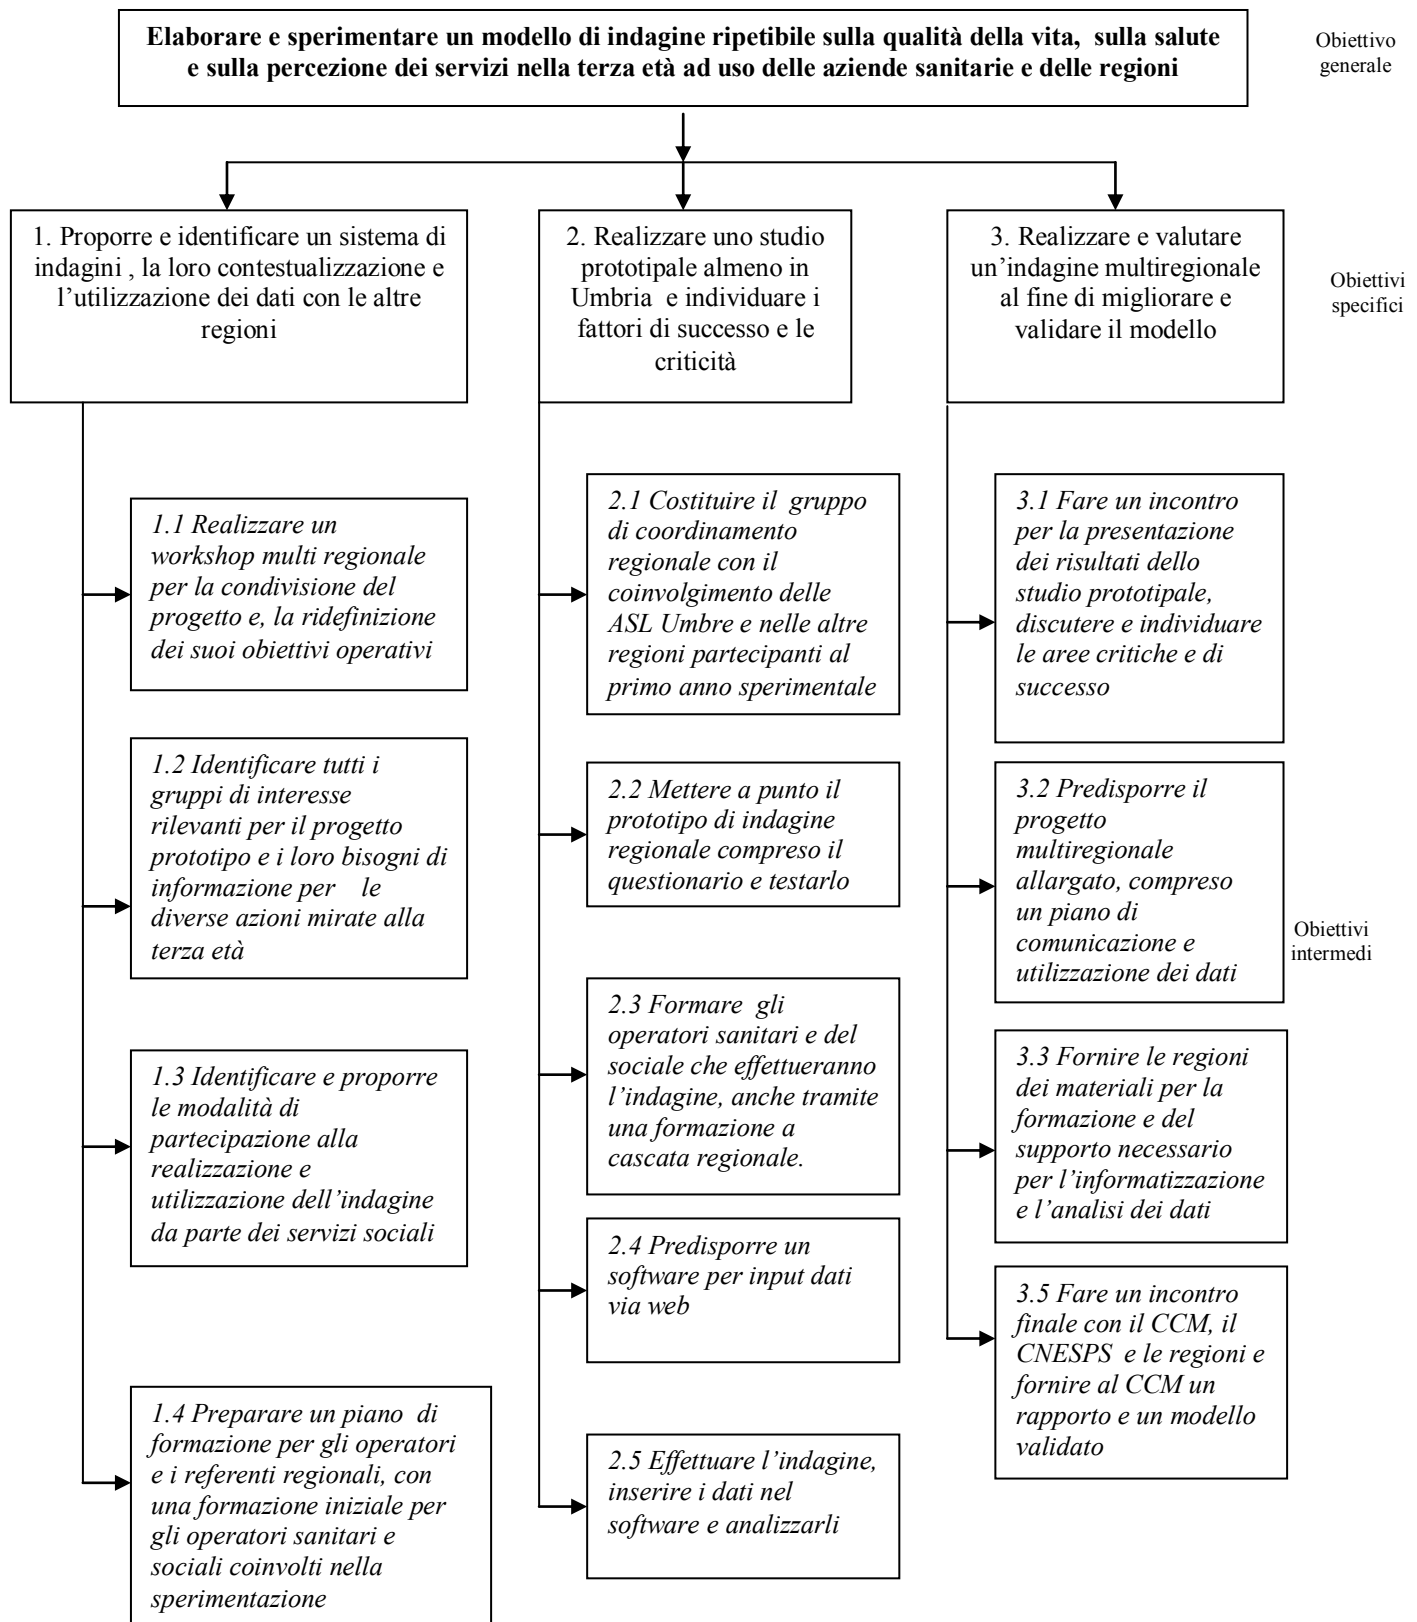 Elaborare e sperimentare un modello di indagine ripetibile sulla qualità della vita, sulla salute
e sulla percezione dei servizi nella terza età ad uso delle aziende sanitarie e delle regioni
Obiettivo
generale
1. Proporre e identificare un sistema di
indagini , la loro contestualizzazione e
l’utilizzazione dei dati con le altre
regioni
2. Realizzare uno studio
prototipale almeno in
Umbria e individuare i
fattori di successo e le
criticità
3. Realizzare e valutare
un’indagine multiregionale
al fine di migliorare e
validare il modello
Obiettivi
specifici
1.1 Realizzare un
workshop multi regionale
per la condivisione del
progetto e, la ridefinizione
dei suoi obiettivi operativi
1.2 Identificare tutti i
gruppi di interesse
rilevanti per il progetto
prototipo e i loro bisogni di
informazione per le
diverse azioni mirate alla
terza età
1.3 Identificare e proporre
le modalità di
partecipazione alla
realizzazione e
utilizzazione dell’indagine
da parte dei servizi sociali
1.4 Preparare un piano di
formazione per gli operatori
e i referenti regionali, con
una formazione iniziale per
gli operatori sanitari e
sociali coinvolti nella
sperimentazione
2.1 Costituire il gruppo
di coordinamento
regionale con il
coinvolgimento delle
ASL Umbre e nelle altre
regioni partecipanti al
primo anno sperimentale
2.2 Mettere a punto il
prototipo di indagine
regionale compreso il
questionario e testarlo
2.3 Formare gli
operatori sanitari e del
sociale che effettueranno
l’indagine, anche tramite
una formazione a
cascata regionale.
2.4 Predisporre un
software per input dati
via web
2.5 Effettuare l’indagine,
inserire i dati nel
software e analizzarli
3.1 Fare un incontro
per la presentazione
dei risultati dello
studio prototipale,
discutere e individuare
le aree critiche e di
successo
3.2 Predisporre il
progetto
multiregionale
allargato, compreso
un piano di
comunicazione e
utilizzazione dei dati
Obiettivi
intermedi
3.3 Fornire le regioni
dei materiali per la
formazione e del
supporto necessario
per l’informatizzazione
e l’analisi dei dati
3.5 Fare un incontro
finale con il CCM, il
CNESPS e le regioni e
fornire al CCM un
rapporto e un modello
validato